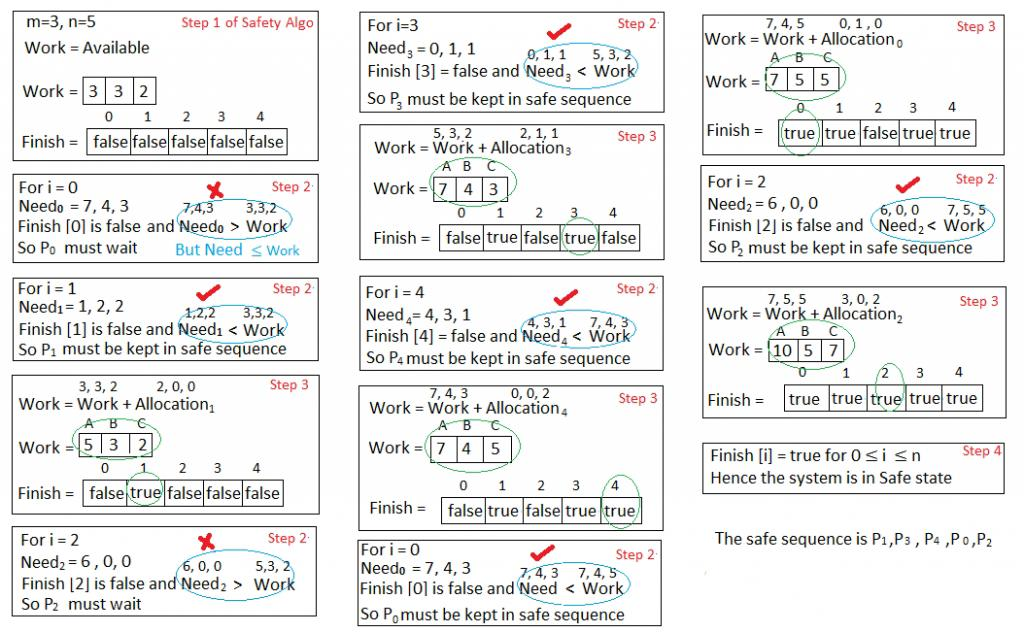 m=3, n=5 Step 1 of Safety Algo
Work = Available
Work = 3 3 2
0 1 2 3 4
Finish = false false false false false
For i = 0 Step 2
Need₀ = 7, 4, 3 7,4,3 3,3,2
Finish [0] is false and Need₀ > Work
So P₀ must wait But Need ≤ Work
For i = 1 Step 2
Need₁ = 1, 2, 2 1,2,2 3,3,2
Finish [1] is false and Need₁ < Work
So P₁ must be kept in safe sequence
3, 3, 2 2, 0, 0 Step 3
Work = Work + Allocation₁
A B C
Work = 5 3 2
0 1 2 3 4
Finish = false true false false false
For i = 2 Step 2
Need₂ = 6 , 0, 0 6, 0, 0 5,3, 2
Finish [2] is false and Need₂ > Work
So P₂ must wait
For i=3 Step 2
Need₃ = 0, 1, 1 0, 1, 1 5, 3, 2
Finish [3] = false and Need₃ < Work
So P₃ must be kept in safe sequence
5, 3, 2 2, 1, 1 Step 3
Work = Work + Allocation₃
A B C
Work = 7 4 3
0 1 2 3 4
Finish = false true false true false
For i = 4 Step 2
Need₄ = 4, 3, 1 4, 3, 1 7, 4, 3
Finish [4] = false and Need₄ < Work
So P₄ must be kept in safe sequence
7, 4, 3 0, 0, 2 Step 3
Work = Work + Allocation₄
A B C
Work = 7 4 5
0 1 2 3 4
Finish = false true false true true
For i = 0 Step 2
Need₀ = 7, 4, 3 7, 4, 3 7, 4, 5
Finish [0] is false and Need < Work
So P₀ must be kept in safe sequence
7, 4, 5 0, 1, 0 Step 3
Work = Work + Allocation₀
A B C
Work = 7 5 5
0 1 2 3 4
Finish = true true false true true
For i = 2 Step 2
Need₂ = 6 , 0, 0 6, 0, 0 7, 5, 5
Finish [2] is false and Need₂ < Work
So P₂ must be kept in safe sequence
7, 5, 5 3, 0, 2 Step 3
Work = Work + Allocation₂
A B C
Work = 10 5 7
0 1 2 3 4
Finish = true true true true true
Finish [i] = true for 0 ≤ i ≤ n Step 4
Hence the system is in Safe state
The safe sequence is P₁,P₃ , P₄ ,P₀ ,P₂